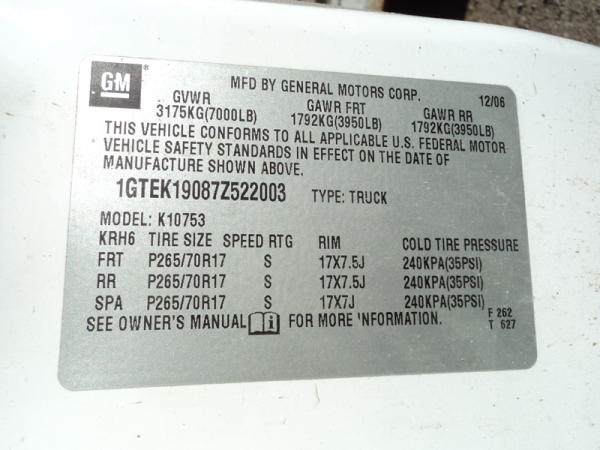 GM
MFD BY GENERAL MOTORS CORP. 12/06
GVWR GAWR FRT GAWR RR
3175KG(7000LB) 1792KG(3950LB) 1792KG(3950LB)
THIS VEHICLE CONFORMS TO ALL APPLICABLE U.S. FEDERAL MOTOR
VEHICLE SAFETY STANDARDS IN EFFECT ON THE DATE OF
MANUFACTURE SHOWN ABOVE.
1GTEK19087Z522003 TYPE: TRUCK
MODEL: K10753
KRH6 TIRE SIZE SPEED RTG RIM COLD TIRE PRESSURE
FRT P265/70R17 S 17X7.5J 240KPA(35PSI)
RR P265/70R17 S 17X7.5J 240KPA(35PSI)
SPA P265/70R17 S 17X7J 240KPA(35PSI)
SEE OWNER'S MANUAL FOR MORE 'NFORMATION. F 262
T 627